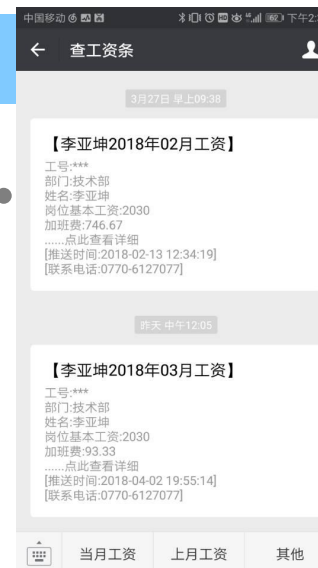 中国移动
下午2:
查工资条
3月27日 早上09:38
【李亚坤2018年02月工资】
工号:***
部门:技术部
姓名:李亚坤
岗位基本工资:2030
加班费:746.67
......点此查看详细
[推送时间:2018-02-13 12:34:19]
[联系电话:0770-6127077]
昨天 中午12:05
【李亚坤2018年03月工资】
工号:***
部门:技术部
姓名:李亚坤
岗位基本工资:2030
加班费:93.33
......点此查看详细
[推送时间:2018-04-02 19:55:14]
[联系电话:0770-6127077]
当月工资
上月工资
其他